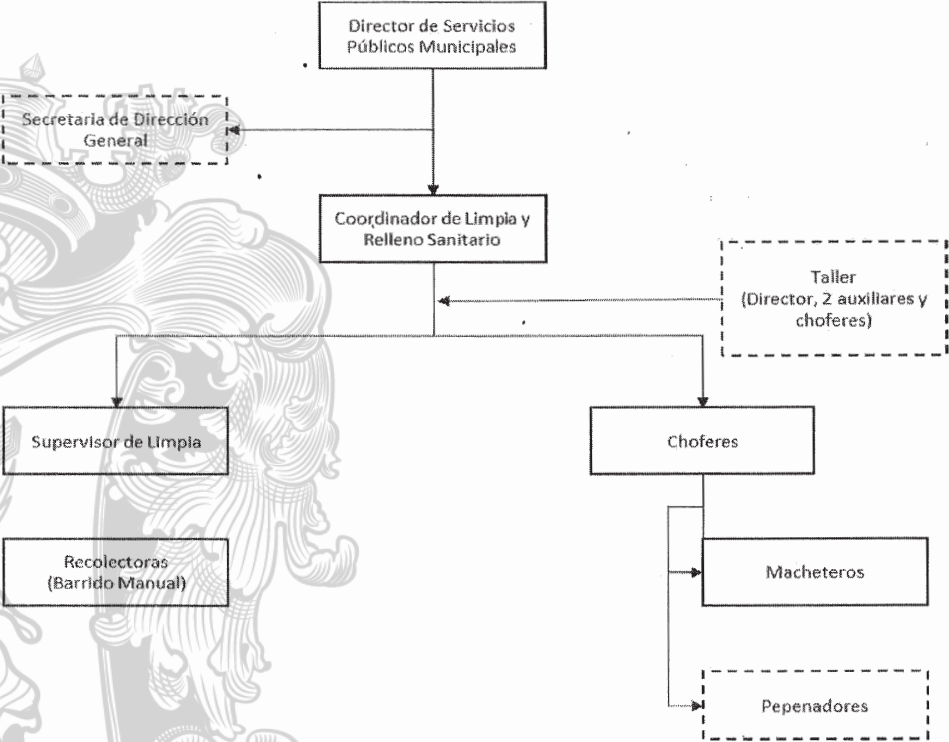 Director de Servicios
Públicos Municipales
Secretaria de Dirección
General
Coordinador de Limpia y
Relleno Sanitario
Taller
(Director, 2 auxiliares y
choferes)
Supervisor de Limpia
Choferes
Recolectoras
(Barrido Manual)
Macheteros
Pepenadores